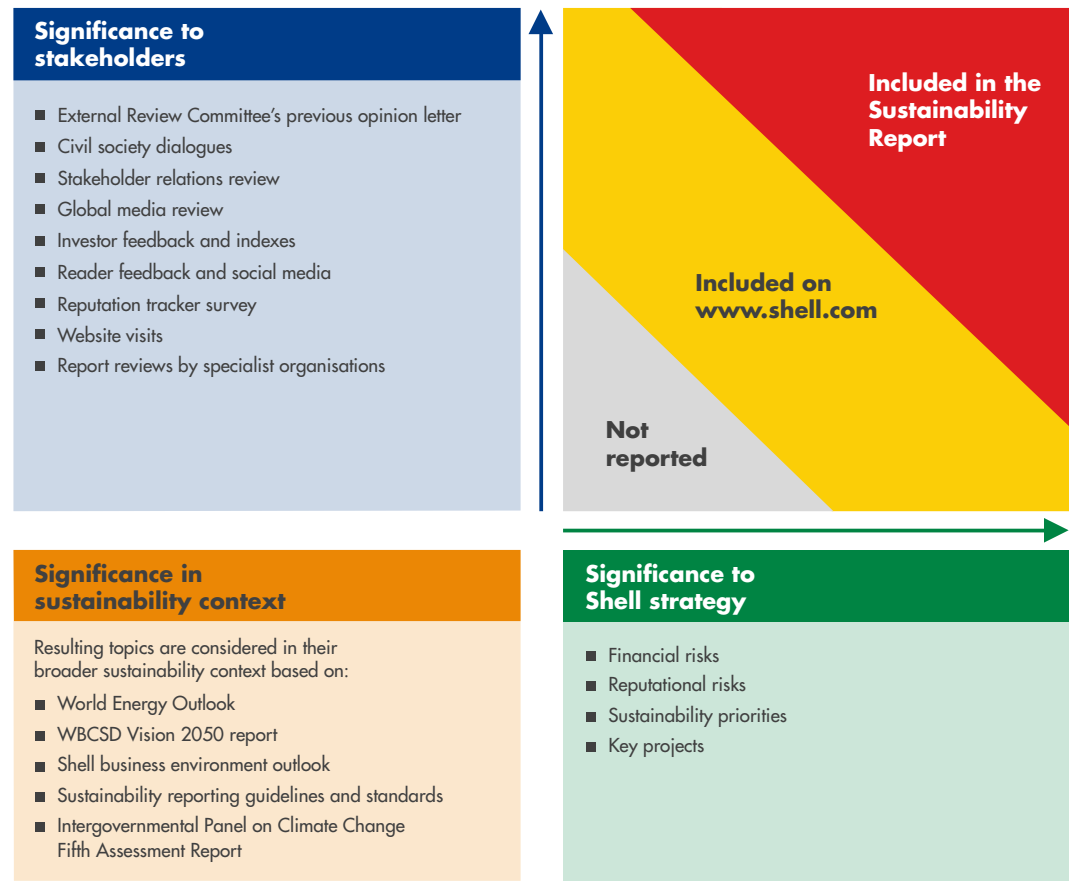 Significance to
stakeholders
External Review Committee's previous opinion letter
Civil society dialogues
Stakeholder relations review
Global media review
Investor feedback and indexes
Reader feedback and social media
Reputation tracker survey
Website visits
Report reviews by specialist organisations
Included in the
Sustainability
Report
Included on
www.shell.com
Not
reported
Significance in
sustainability context
Resulting topics are considered in their
broader sustainability context based on:
World Energy Outlook
WBCSD Vision 2050 report
Shell business environment outlook
Sustainability reporting guidelines and standards
Intergovernmental Panel on Climate Change
Fifth Assessment Report
Significance to
Shell strategy
Financial risks
Reputational risks
Sustainability priorities
Key projects